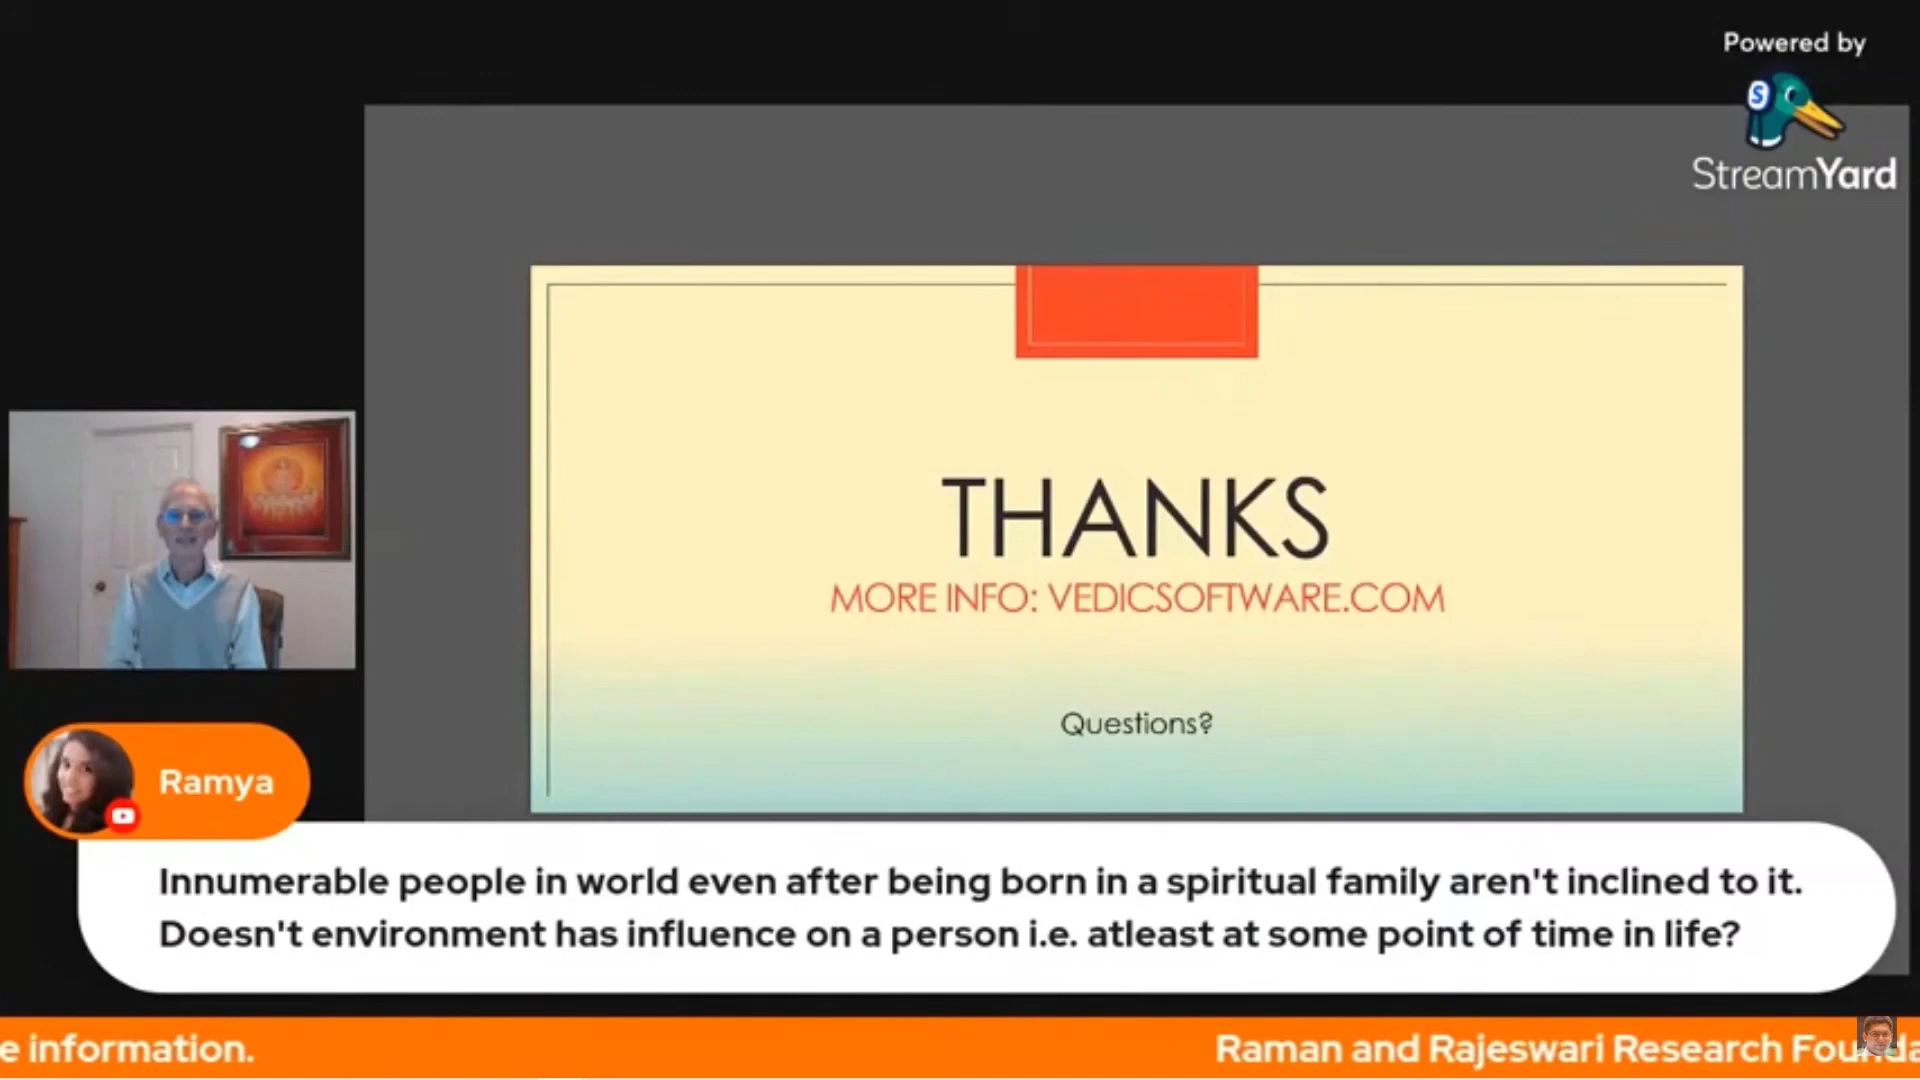 Powered by
S
StreamYard
THANKS
MORE INFO: VEDICSOFTWARE.COM
Questions?
Ramya
Innumerable people in world even after being born in a spiritual family aren't inclined to it.
Doesn't environment has influence on a person i.e. atleast at some point of time in life?
e information.
Raman and Rajeswari Research